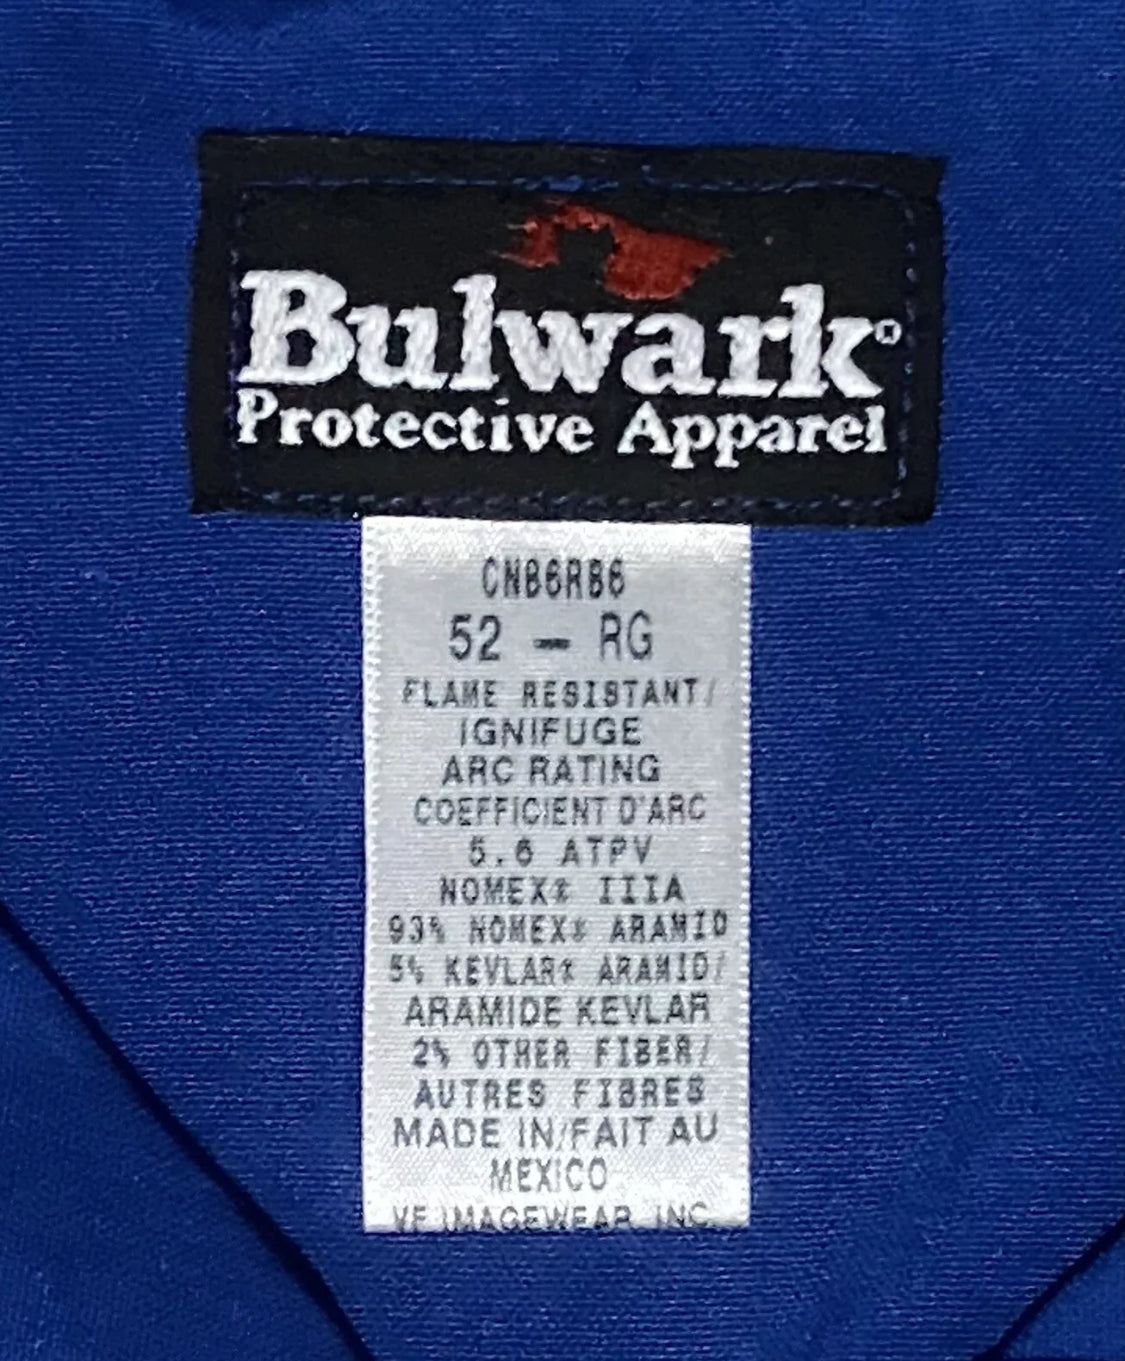 Bulwark®
Protective Apparel
CNB6RB6
52 - RG
FLAME RESISTANT/
IGNIFUGE
ARC RATING
COEFFICIENT D'ARC
5.6 ATPV
NOMEX® IIIA
93% NOMEX® ARAMID
5% KEVLAR® ARAMID/
ARAMIDE KEVLAR
2% OTHER FIBER/
AUTRES FIBRES
MADE IN/FAIT AU
MEXICO
VF IMAGEWEAR, INC.